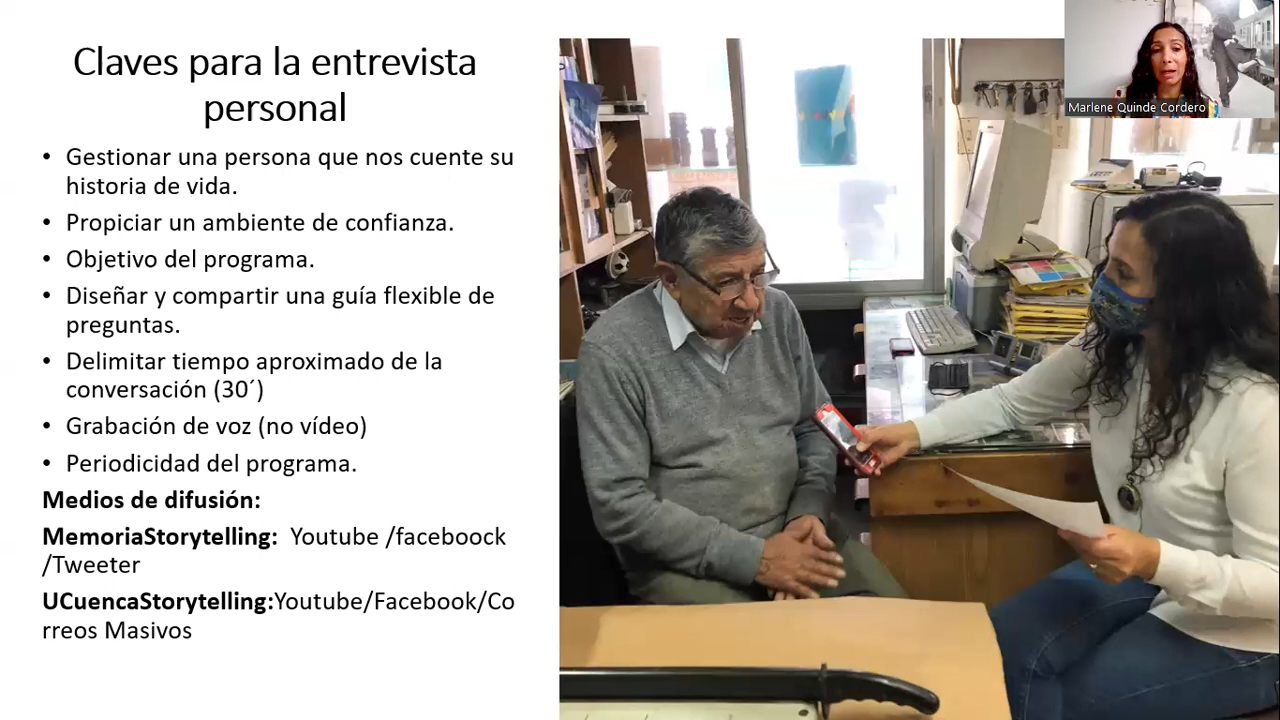 Claves para la entrevista
personal
• Gestionar una persona que nos cuente su
historia de vida.
• Propiciar un ambiente de confianza.
• Objetivo del programa.
• Diseñar y compartir una guía flexible de
preguntas.
• Delimitar tiempo aproximado de la
conversación (30´)
• Grabación de voz (no vídeo)
• Periodicidad del programa.
Medios de difusión:
MemoriaStorytelling: Youtube /faceboock
/Tweeter
UCuencaStorytelling:Youtube/Facebook/Co
rreos Masivos
Marlene Quinde Cordero